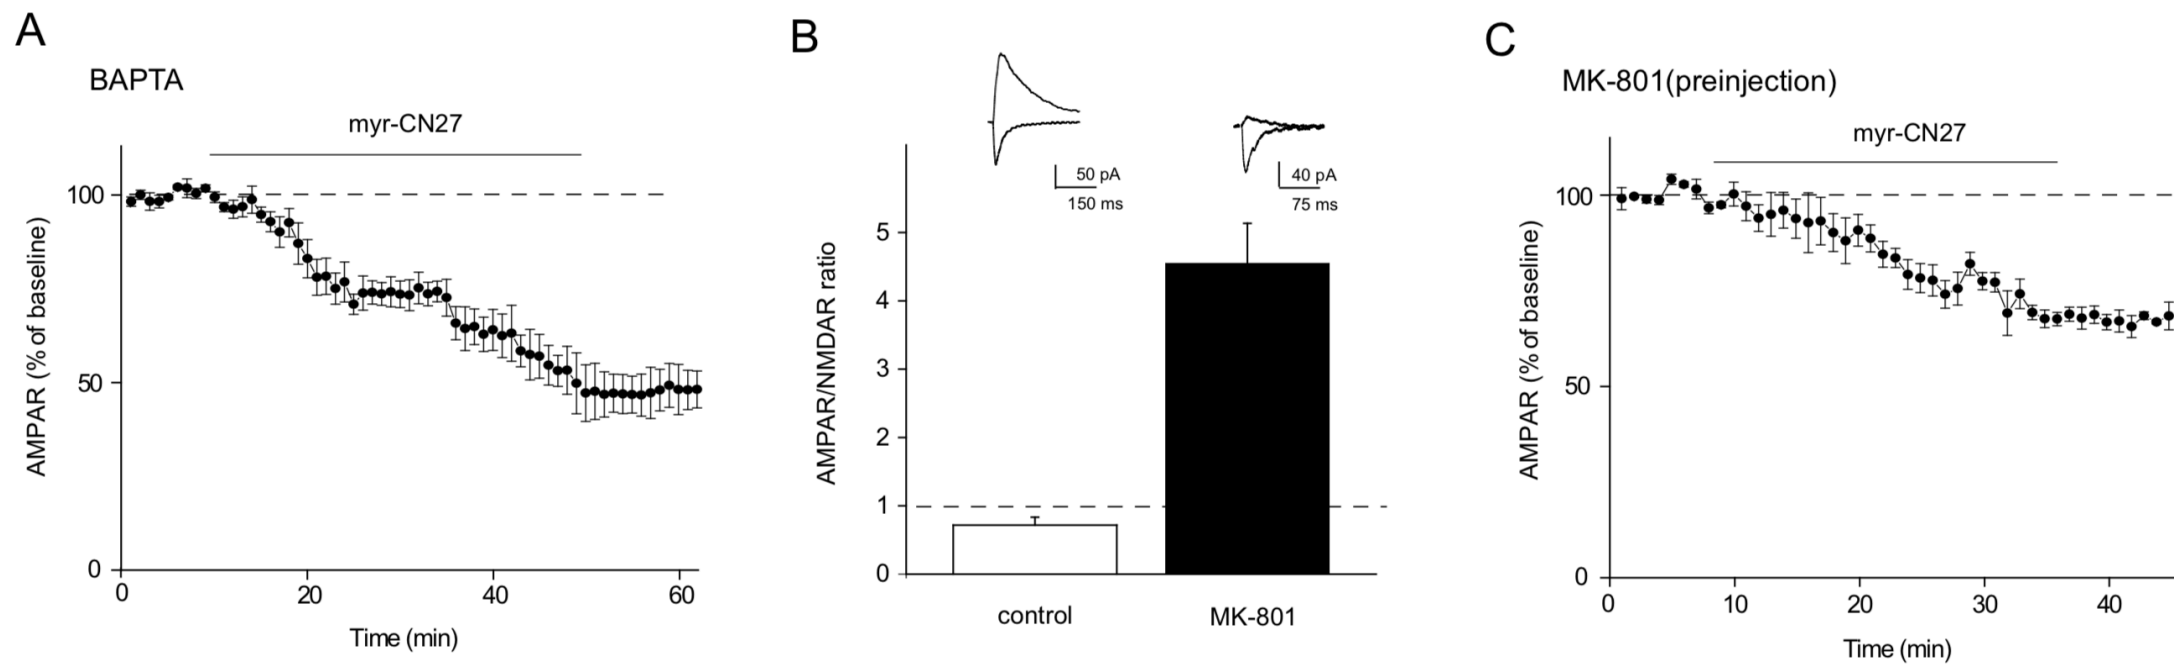 A
BAPTA
myr-CN27
AMPAR (% of baseline)
100
50
0
0
20
40
60
Time (min)
B
50 pA
150 ms
40 pA
75 ms
AMPAR/NMDAR ratio
5
4
3
2
1
0
control
MK-801
C
MK-801(preinjection)
myr-CN27
AMPAR (% of baseline)
100
50
0
0
10
20
30
40
Time (min)